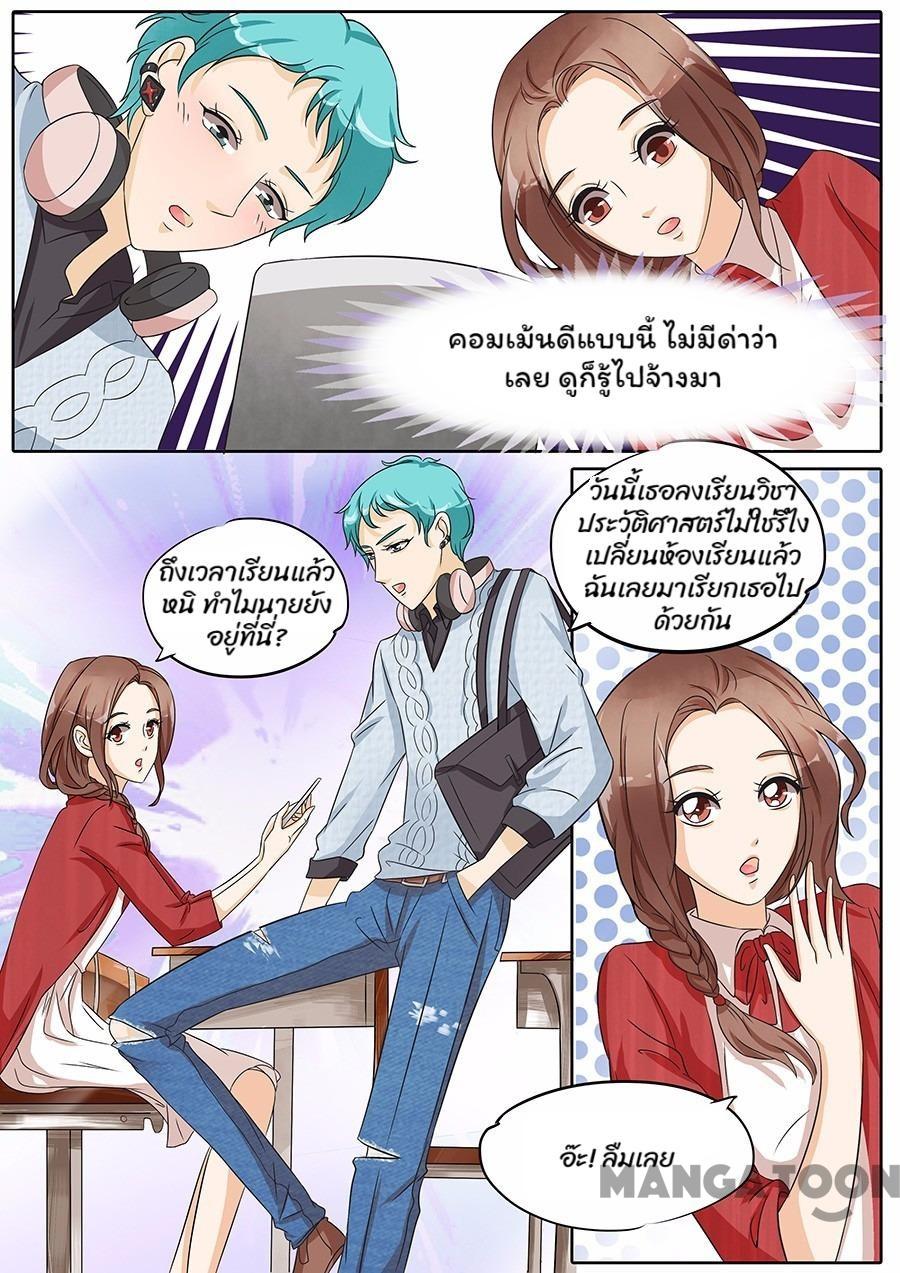 คอมเม้นดีแบบนี้ ไม่มีด่าว่า
เลย ดูก็รู้ไปจ้างมา
ถึงเวลาเรียนแล้ว
หนิ ทำไมนายยัง
อยู่ที่นี่?
วันนี้เธอลงเรียนวิชา
ประวัติศาสตร์ไม่ใช่รึไง
เปลี่ยนห้องเรียนแล้ว
ฉันเลยมาเรียกเธอไป
ด้วยกัน
อ๊ะ! ลืมเลย
MANGATOON